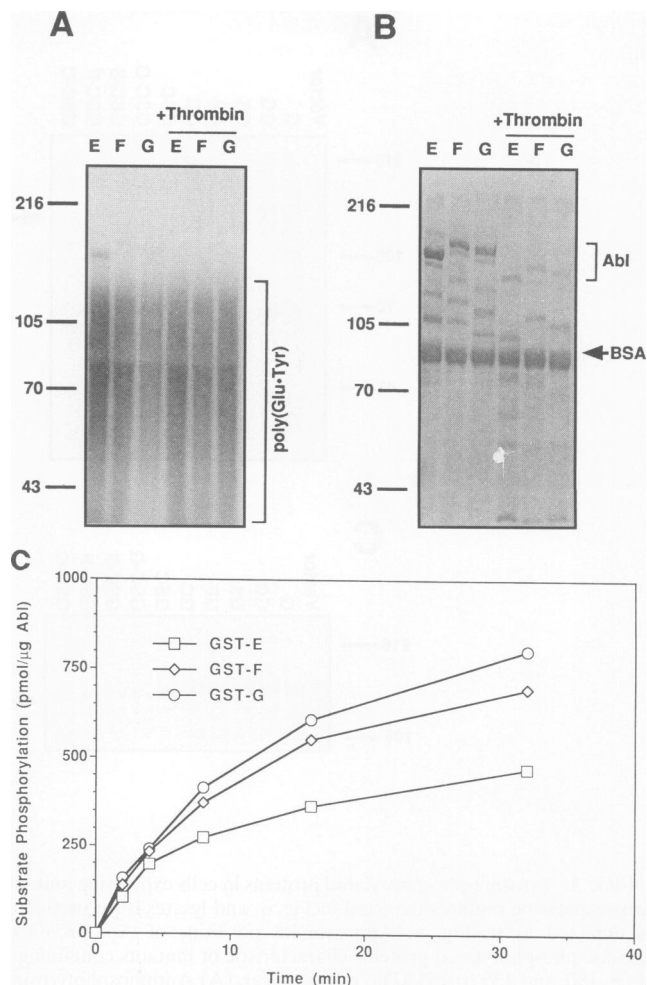 A
+Thrombin
E F G E F G
216
105
70
43
poly(Glu•Tyr)
B
+Thrombin
E F G E F G
216
105
70
43
Abl
BSA
C
Substrate Phosphorylation (pmol/μg Abl)
1000
750
500
250
0
GST-E
GST-F
GST-G
0 10 20 30 40
Time (min)